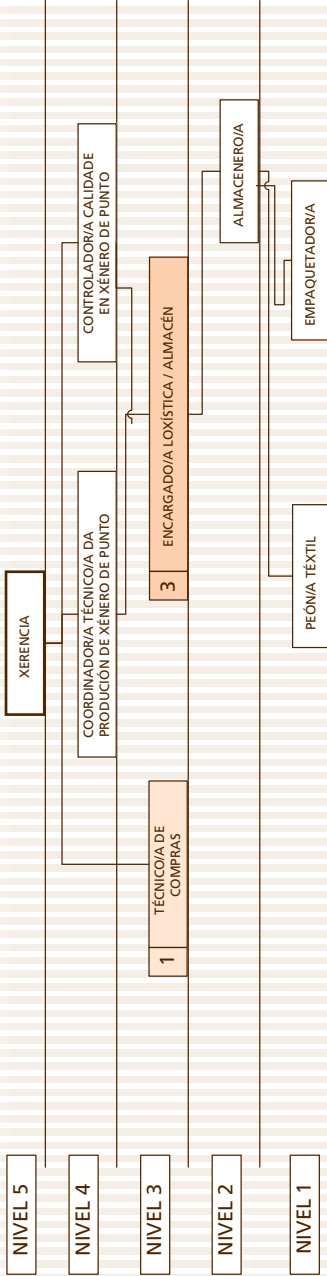 NIVEL 5
XERENCIA
NIVEL 4
COORDINADOR/A TÉCNICO/A DA
PRODUCIÓN DE XÉNERO DE PUNTO
CONTROLADOR/A CALIDADE
EN XÉNERO DE PUNTO
NIVEL 3
1
TÉCNICO/A DE
COMPRAS
3
ENCARGADO/A LOXÍSTICA / ALMACÉN
NIVEL 2
ALMACENERO/A
NIVEL 1
PEÓN/A TÉXTIL
EMPAQUETADOR/A